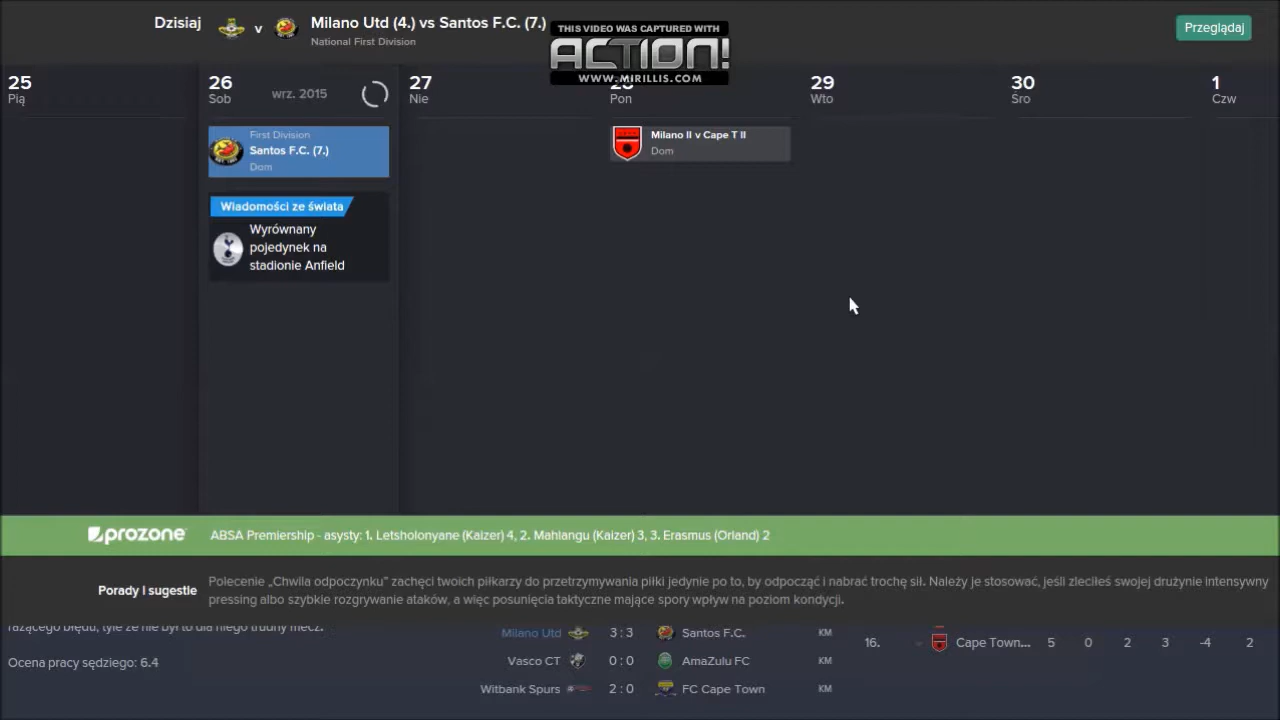 Dzisiaj
v
Milano Utd (4.) vs Santos F.C. (7.)
National First Division
THIS VIDEO WAS CAPTURED WITH
ACTION!
WWW.MIRILLIS.COM
Przeglądaj
25
Pią
26
Sob
wrz. 2015
27
Nie
Pon
29
Wto
30
Śro
1
Czw
First Division
Santos F.C. (7.)
Dom
Milano II v Cape T II
Dom
Wiadomości ze świata
Wyrównany
pojedynek na
stadionie Anfield
prozone
ABSA Premiership - asysty: 1. Letsholonyane (Kaizer) 4, 2. Mahlangu (Kaizer) 3, 3. Erasmus (Orland) 2
Porady i sugestie
Polecenie „Chwila odpoczynku” zachęci twoich piłkarzy do przetrzymywania piłki jedynie po to, by odpocząć i nabrać trochę sił. Należy je stosować, jeśli zleciłeś swojej drużynie intensywny
pressing albo szybkie rozgrywanie ataków, a więc posunięcia taktyczne mające spory wpływ na poziom kondycji.
rażącego błędu, tyle że nie był to dla niego trudny mecz.
Ocena pracy sędziego: 6.4
Milano Utd 3 : 3 Santos F.C. KM
Vasco CT 0 : 0 AmaZulu FC KM
Witbank Spurs 2 : 0 FC Cape Town KM
16. Cape Town... 5 0 2 3 -4 2